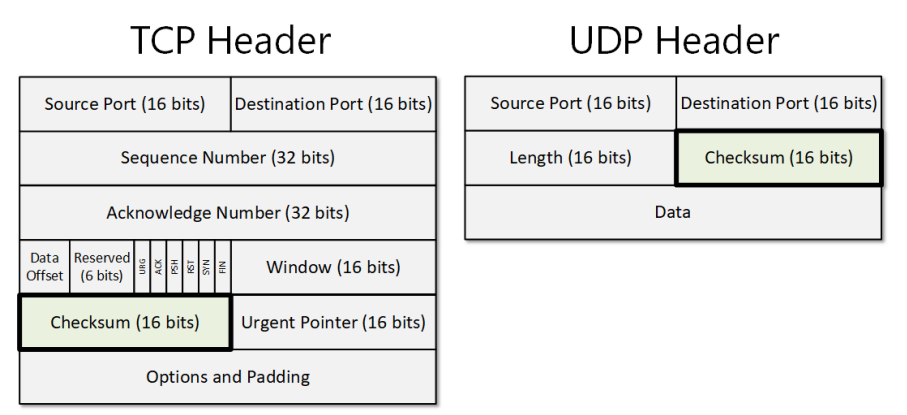 TCP Header
Source Port (16 bits) Destination Port (16 bits)
Sequence Number (32 bits)
Acknowledge Number (32 bits)
Data
Offset
Reserved
(6 bits)
URG
ACK
PSH
RST
SYN
FIN
Window (16 bits)
Checksum (16 bits) Urgent Pointer (16 bits)
Options and Padding
UDP Header
Source Port (16 bits) Destination Port (16 bits)
Length (16 bits) Checksum (16 bits)
Data